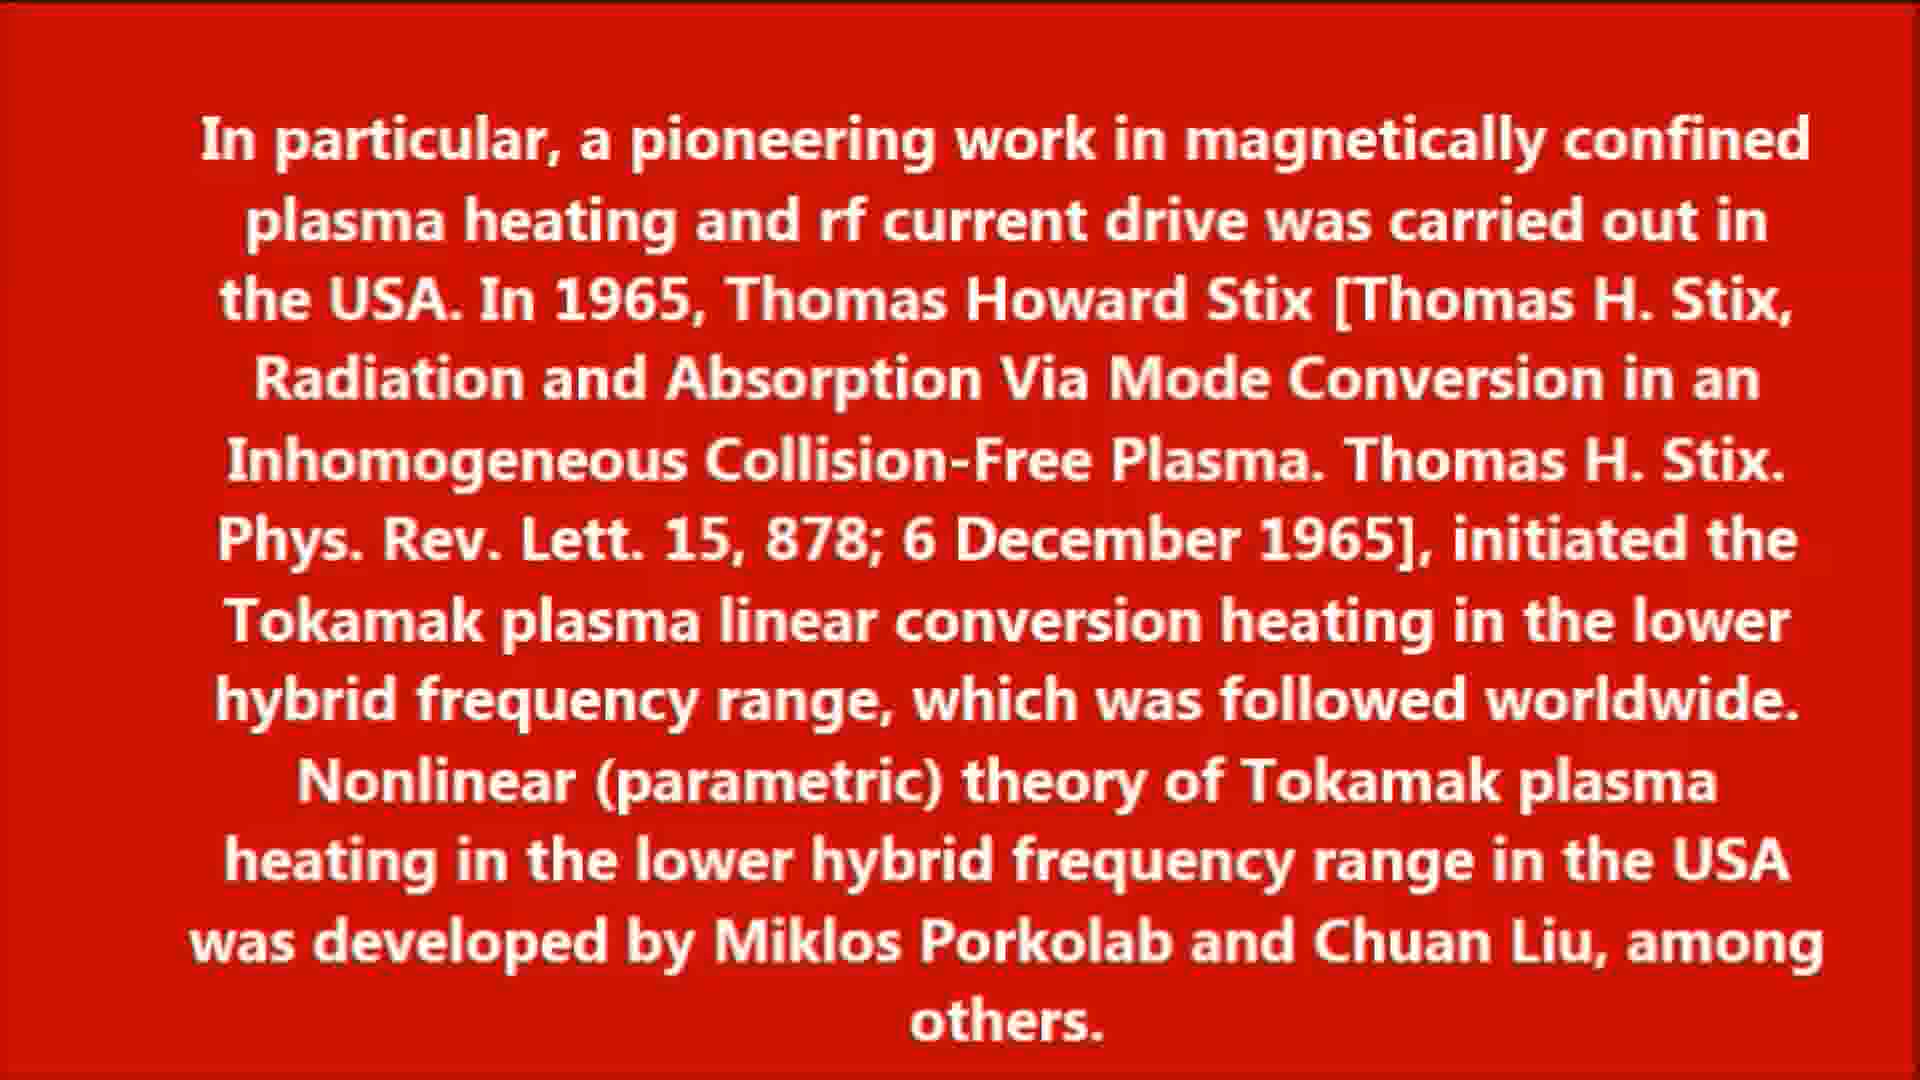 In particular, a pioneering work in magnetically confined
plasma heating and rf current drive was carried out in
the USA. In 1965, Thomas Howard Stix [Thomas H. Stix,
Radiation and Absorption Via Mode Conversion in an
Inhomogeneous Collision-Free Plasma. Thomas H. Stix.
Phys. Rev. Lett. 15, 878; 6 December 1965], initiated the
Tokamak plasma linear conversion heating in the lower
hybrid frequency range, which was followed worldwide.
Nonlinear (parametric) theory of Tokamak plasma
heating in the lower hybrid frequency range in the USA
was developed by Miklos Porkolab and Chuan Liu, among
others.